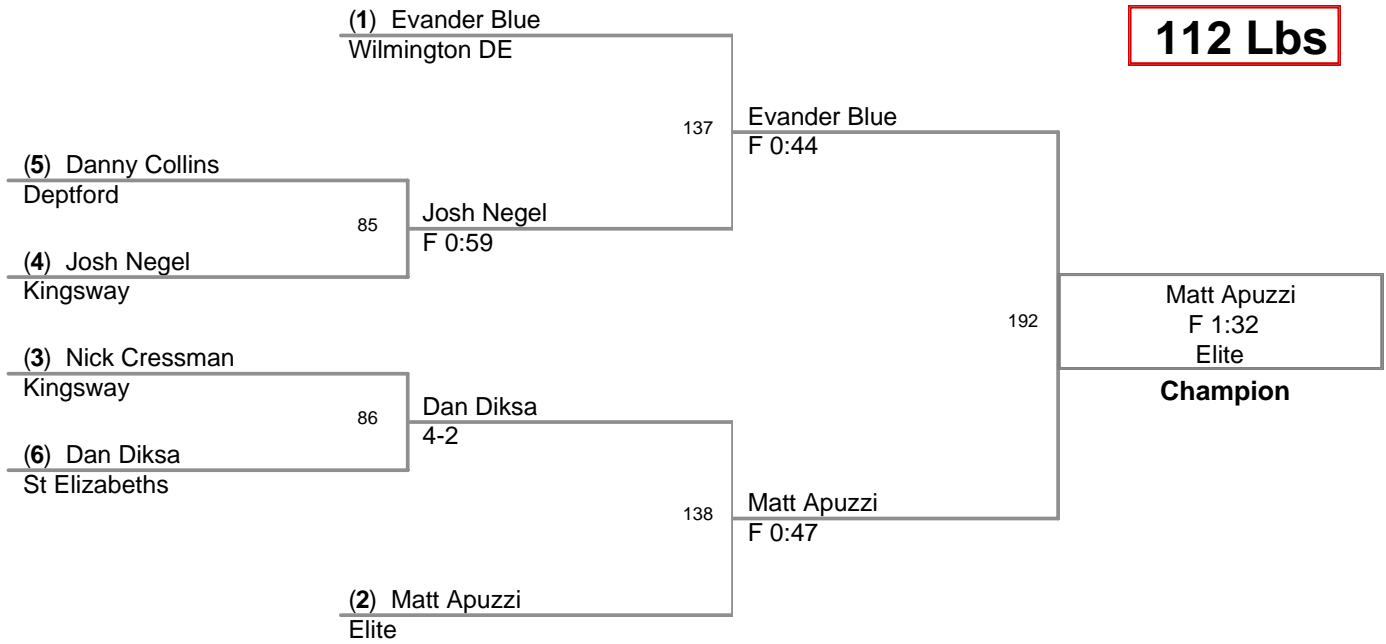 (1) Evander Blue
Wilmington DE
112 Lbs
137
Evander Blue
F 0:44
(5) Danny Collins
Deptford
85
Josh Negel
F 0:59
(4) Josh Negel
Kingsway
192
Matt Apuzzi
F 1:32
Elite
Champion
(3) Nick Cressman
Kingsway
86
Dan Diksa
4-2
(6) Dan Diksa
St Elizabeths
138
Matt Apuzzi
F 0:47
(2) Matt Apuzzi
Elite